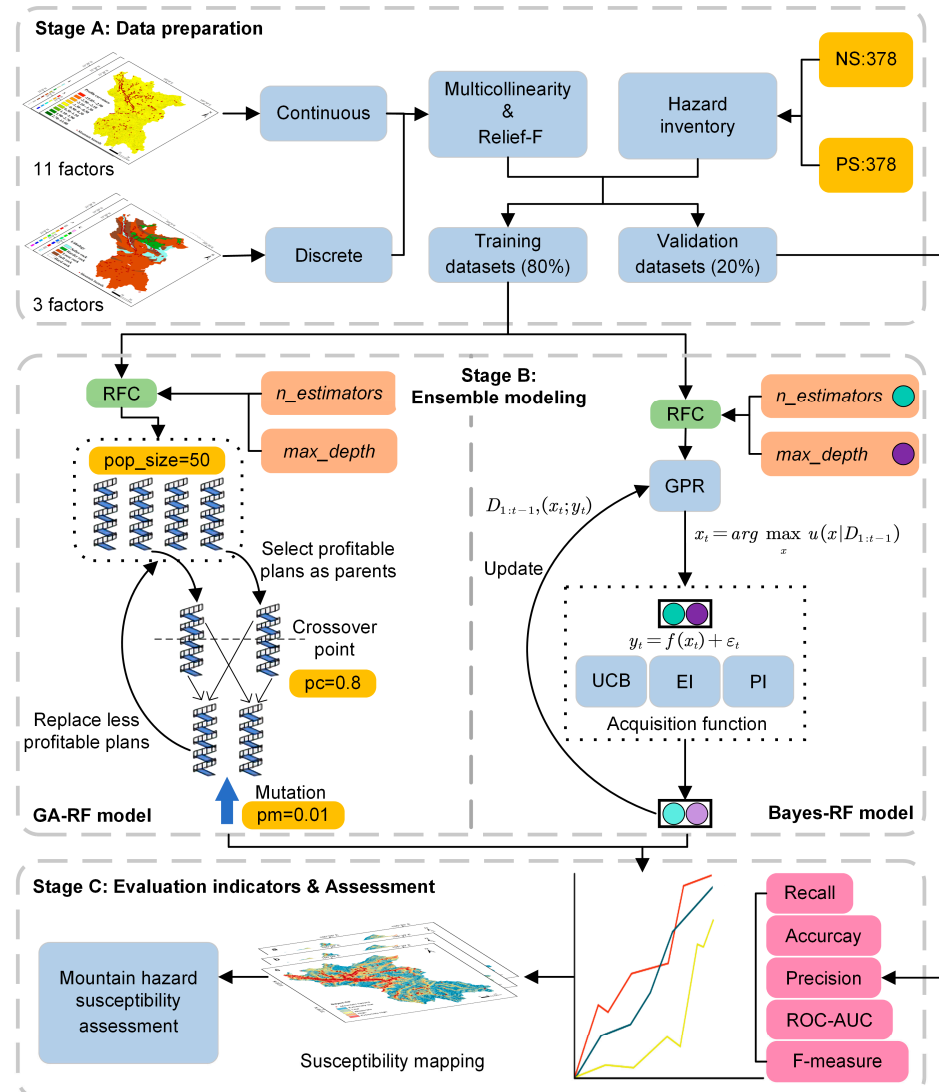 Stage A: Data preparation
11 factors
Continuous
Multicollinearity
&
Relief-F
Hazard
inventory
NS:378
PS:378
3 factors
Discrete
Training
datasets (80%)
Validation
datasets (20%)
Stage B:
Ensemble modeling
RFC
n_estimators
max_depth
pop_size=50
Select profitable
plans as parents
Crossover
point
pc=0.8
Replace less
profitable plans
Mutation
pm=0.01
GA-RF model
RFC
n_estimators
max_depth
GPR
D₁:ₜ₋₁,(xₜ;yₜ)
xₜ=arg max u(x|D₁:ₜ₋₁)
x
Update
yₜ=f(xₜ)+εₜ
UCB
EI
PI
Acquisition function
Bayes-RF model
Stage C: Evaluation indicators & Assessment
Mountain hazard
susceptibility
assessment
Susceptibility mapping
Recall
Accurcay
Precision
ROC-AUC
F-measure